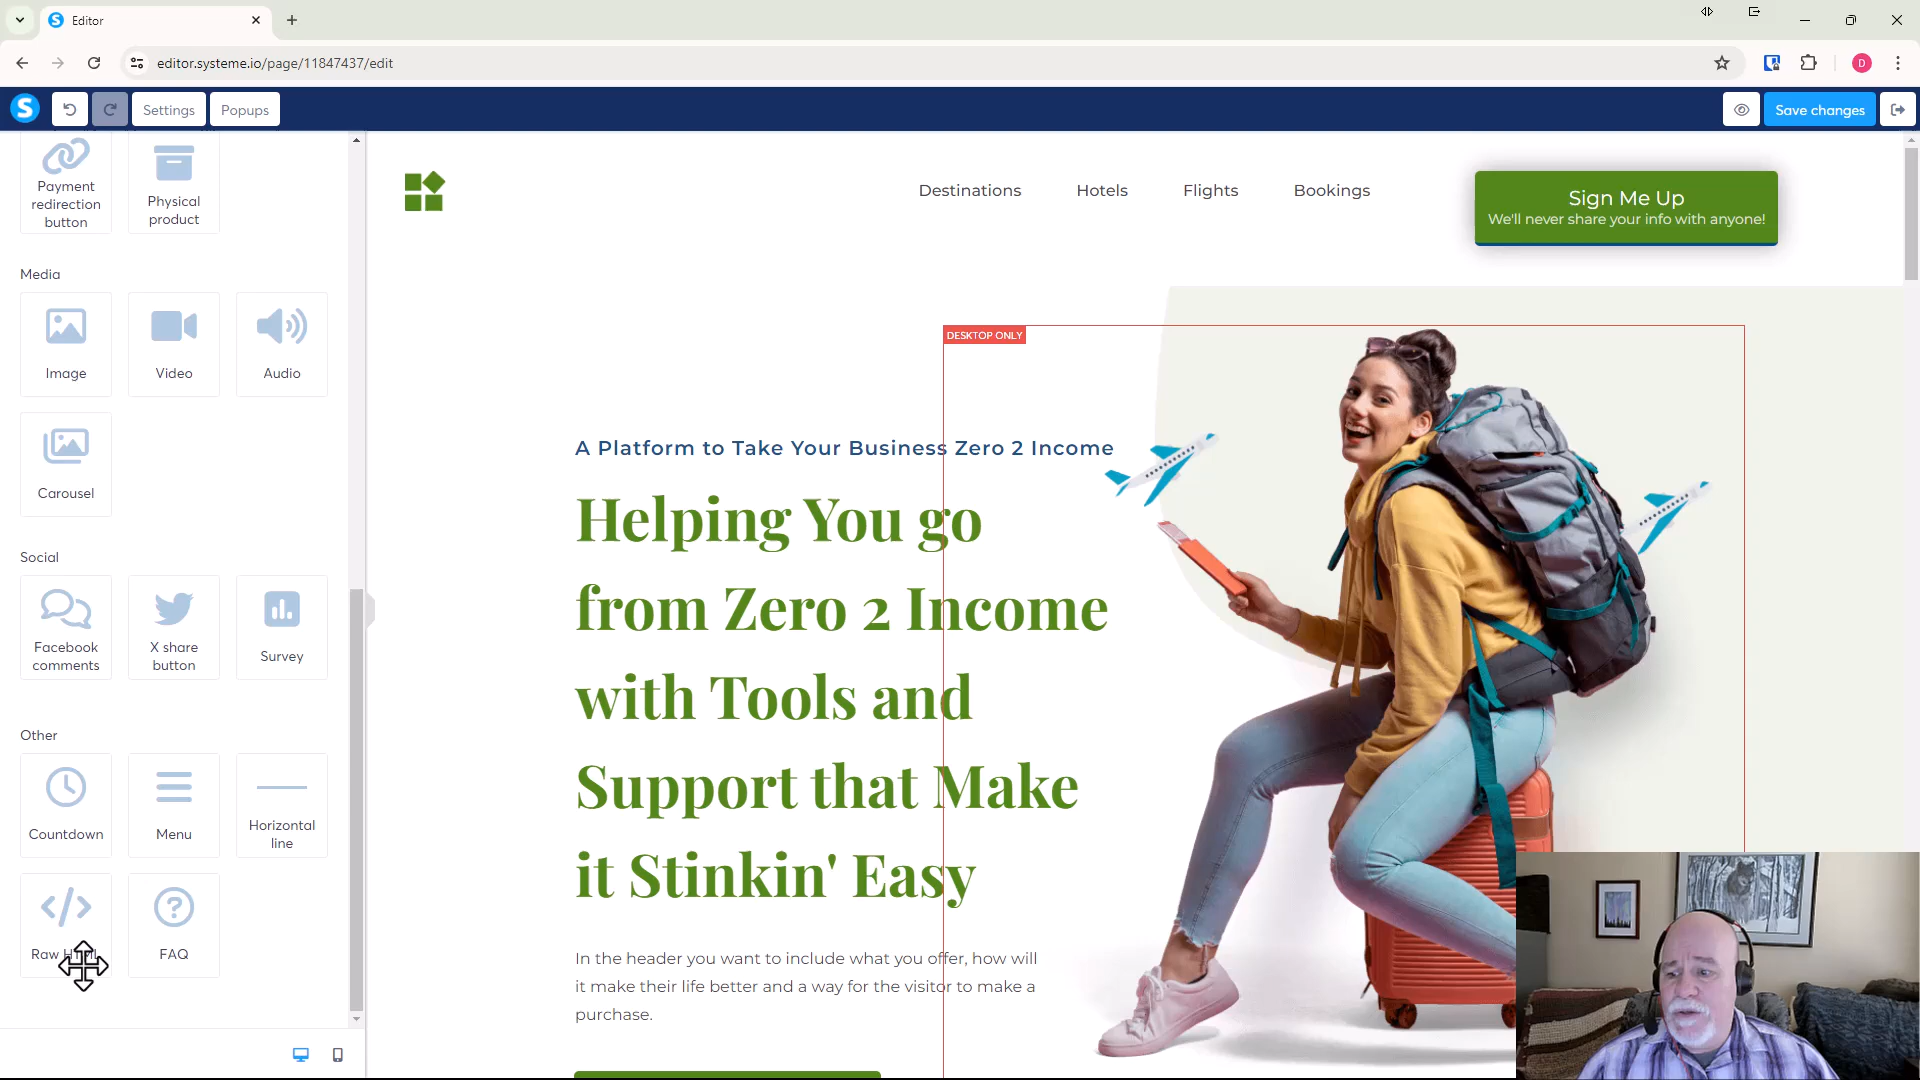 Editor
editor.systeme.io/page/11847437/edit
D
S
Settings
Popups
Save changes
Payment
redirection
button
Physical
product
Media
Image
Video
Audio
Carousel
Social
Facebook
comments
X share
button
Survey
Other
Countdown
Menu
Horizontal
line
Raw HTML
FAQ
Destinations
Hotels
Flights
Bookings
Sign Me Up
We'll never share your info with anyone!
DESKTOP ONLY
A Platform to Take Your Business Zero 2 Income
Helping You go
from Zero 2 Income
with Tools and
Support that Make
it Stinkin' Easy
In the header you want to include what you offer, how will
it make their life better and a way for the visitor to make a
purchase.